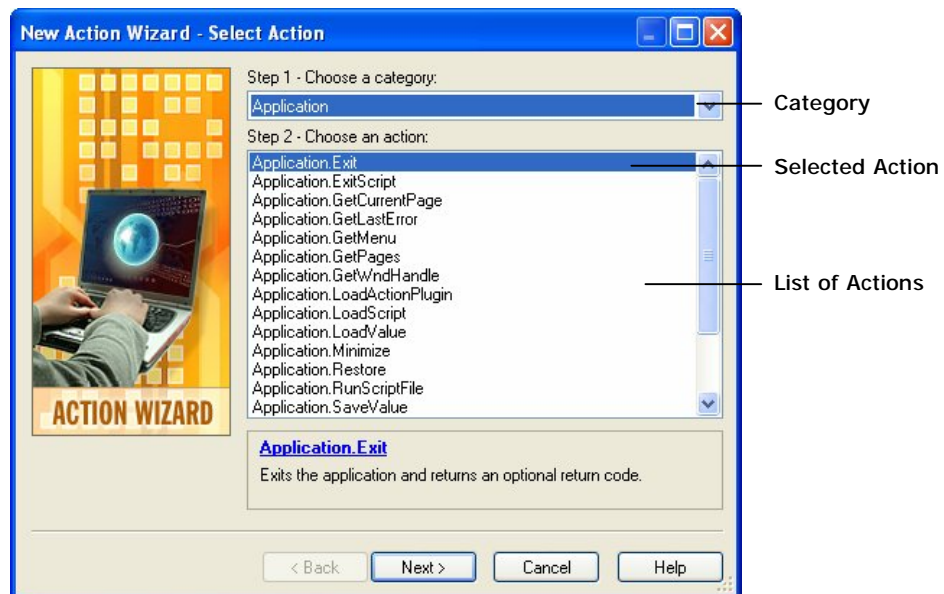 New Action Wizard - Select Action
Step 1 - Choose a category:
Application
Category
Step 2 - Choose an action:
Application.Exit
Selected Action
Application.ExitScript
Application.GetCurrentPage
Application.GetLastError
Application.GetMenu
Application.GetPages
Application.GetWndHandle
List of Actions
Application.LoadActionPlugin
Application.LoadScript
Application.LoadValue
Application.Minimize
Application.Restore
Application.RunScriptFile
Application.SaveValue
ACTION WIZARD
Application.Exit
Exits the application and returns an optional return code.
< Back
Next >
Cancel
Help